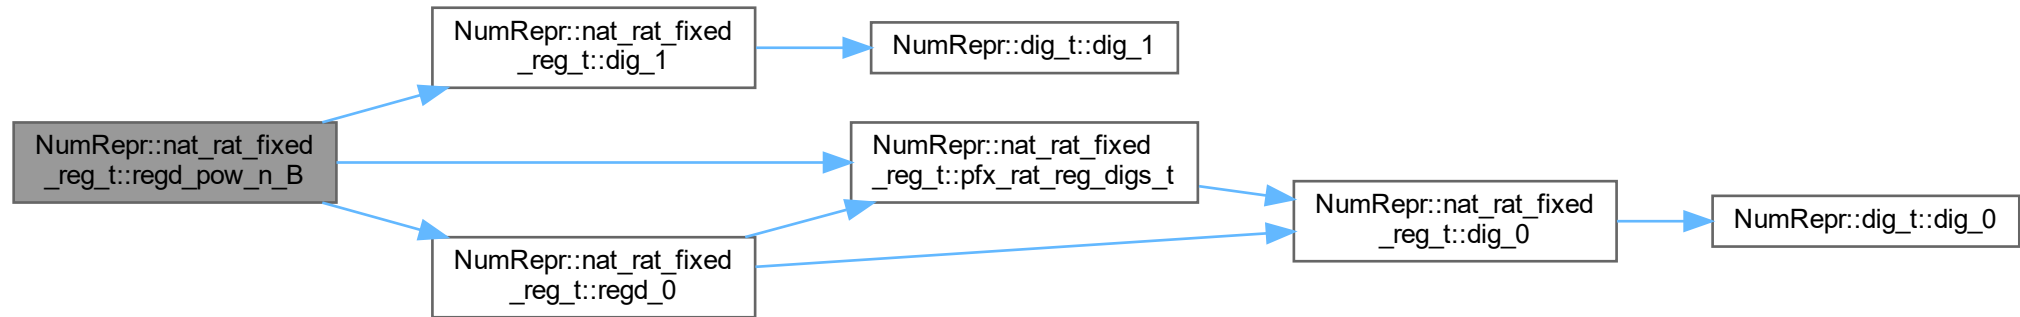 NumRepr::nat_rat_fixed
_reg_t::regd_pow_n_B
NumRepr::nat_rat_fixed
_reg_t::dig_1
NumRepr::dig_t::dig_1
NumRepr::nat_rat_fixed
_reg_t::pfx_rat_reg_digs_t
NumRepr::nat_rat_fixed
_reg_t::regd_0
NumRepr::nat_rat_fixed
_reg_t::dig_0
NumRepr::dig_t::dig_0